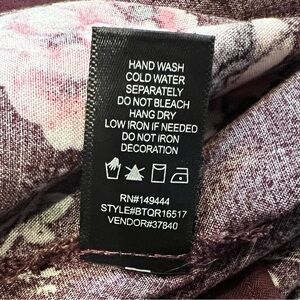 HAND WASH
COLD WATER
SEPARATELY
DO NOT BLEACH
HANG DRY
LOW IRON IF NEEDED
DO NOT IRON
DECORATION
RN#149444
STYLE#BTQR16517
VENDOR#37840